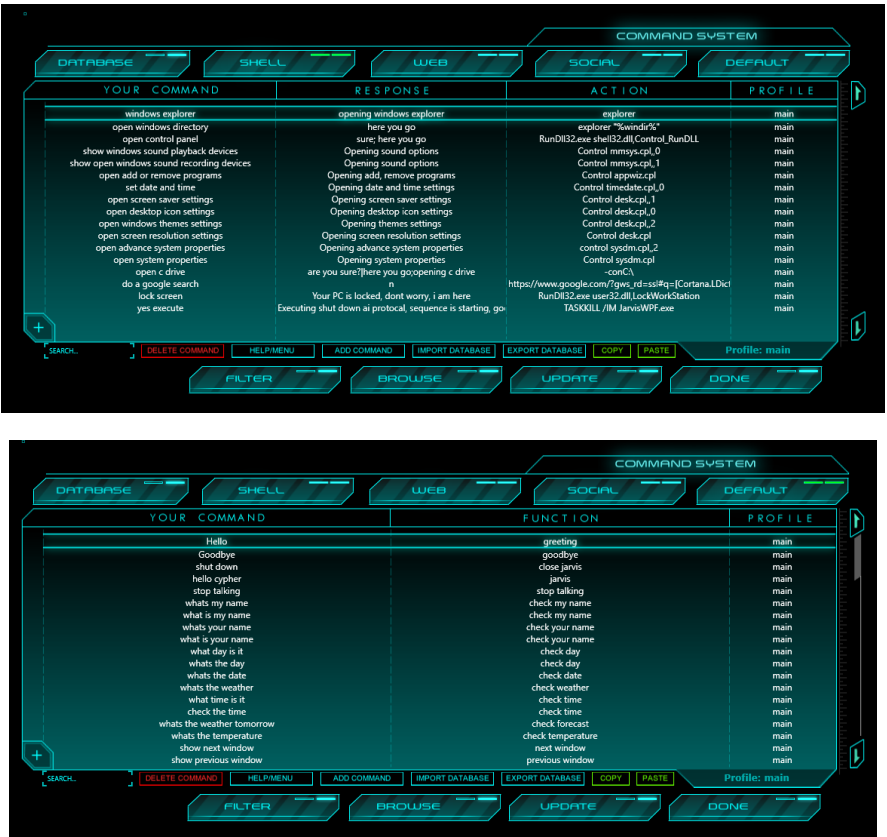 COMMAND SYSTEM
DATABASE SHELL WEB SOCIAL DEFAULT
YOUR COMMAND RESPONSE ACTION PROFILE
windows explorer opening windows explorer explorer main
open windows directory here you go explorer "%windir%" main
open control panel sure; here you go RunDll32.exe shell32.dll,Control_RunDLL main
show windows sound playback devices Opening sound options Control mmsys.cpl,,0 main
show open windows sound recording devices Opening sound options Control mmsys.cpl,,1 main
open add or remove programs Opening add, remove programs Control appwiz.cpl main
set date and time Opening date and time settings Control timedate.cpl,,0 main
open screen saver settings Opening screen saver settings Control desk.cpl,,1 main
open desktop icon settings Opening desktop icon settings Control desk.cpl,,0 main
open windows themes settings Opening themes settings Control desk.cpl,,2 main
open screen resolution settings Opening screen resolution settings Control desk.cpl main
open advance system properties Opening advance system properties control sysdm.cpl,,2 main
open system properties Opening system properties Control sysdm.cpl main
open c drive are you sure?|here you go;opening c drive -conC:\ main
do a google search n https://www.google.com/?gws_rd=ssl#q=[Cortana.LDict main
lock screen Your PC is locked, dont worry, i am here RunDll32.exe user32.dll,LockWorkStation main
yes execute Executing shut down ai protocal, sequence is starting, go TASKKILL /IM JarvisWPF.exe main
+
SEARCH... DELETE COMMAND HELP/MENU ADD COMMAND IMPORT DATABASE EXPORT DATABASE COPY PASTE Profile: main
FILTER BROWSE UPDATE DONE
COMMAND SYSTEM
DATABASE SHELL WEB SOCIAL DEFAULT
YOUR COMMAND FUNCTION PROFILE
Hello greeting main
Goodbye goodbye main
shut down close jarvis main
hello cypher jarvis main
stop talking stop talking main
whats my name check my name main
what is my name check my name main
whats your name check your name main
what is your name check your name main
what day is it check day main
whats the day check day main
whats the date check date main
whats the weather check weather main
what time is it check time main
check the time check time main
whats the weather tomorrow check forecast main
whats the temperature check temperature main
show next window next window main
show previous window previous window main
+
SEARCH... DELETE COMMAND HELP/MENU ADD COMMAND IMPORT DATABASE EXPORT DATABASE COPY PASTE Profile: main
FILTER BROWSE UPDATE DONE